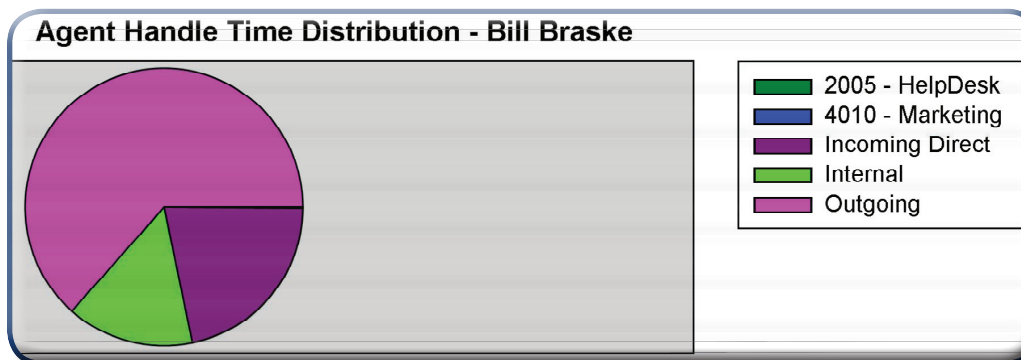 Agent Handle Time Distribution - Bill Braske
2005 - HelpDesk
4010 - Marketing
Incoming Direct
Internal
Outgoing